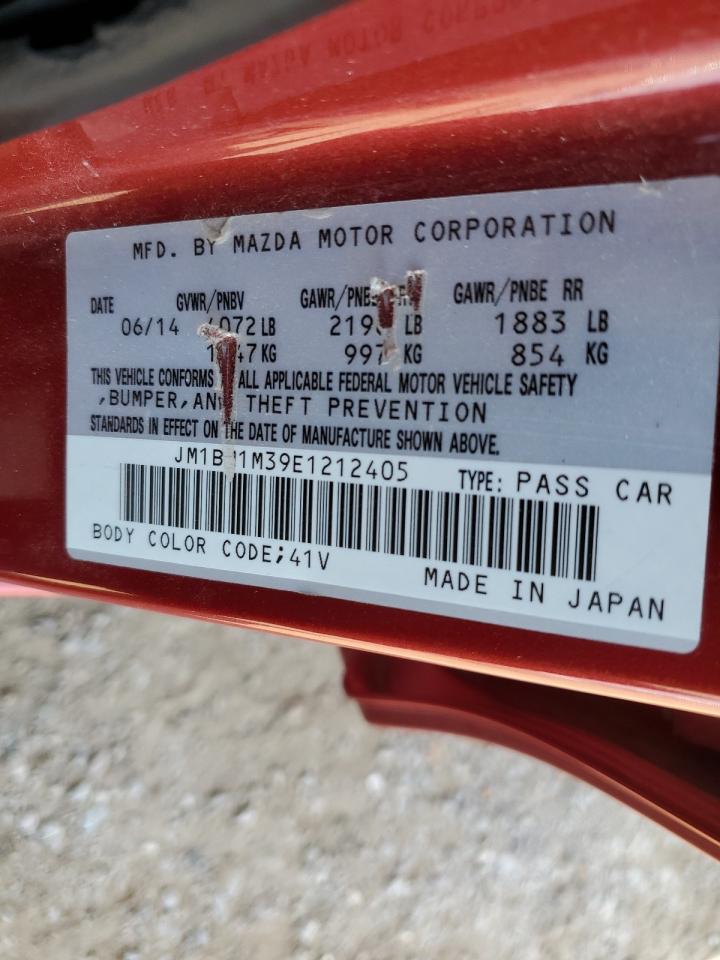 MFD. BY MAZDA MOTOR CORPORATION
DATE GVWR/PNBV GAWR/PNBE GAWR/PNBE RR
06/14 LB LB 1883 LB
KG KG 854 KG
THIS VEHICLE CONFORMS ALL APPLICABLE FEDERAL MOTOR VEHICLE SAFETY
,BUMPER, THEFT PREVENTION
STANDARDS IN EFFECT THE DATE OF MANUFACTURE SHOWN ABOVE.
TYPE: PASS CAR
BODY COLOR CODE;41V
MADE IN JAPAN